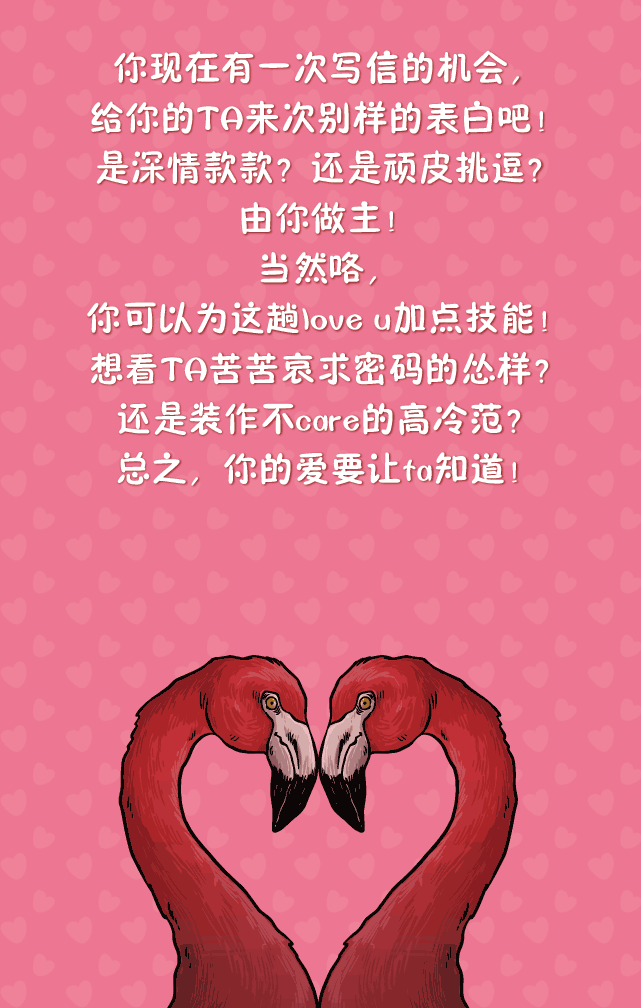 你现在有一次写信的机会，
给你的TA来次别样的表白吧！
是深情款款？还是顽皮挑逗？
由你做主！
当然咯，
你可以为这趟love u加点技能！
想看TA苦苦哀求密码的怂样？
还是装作不care的高冷范？
总之，你的爱要让ta知道！